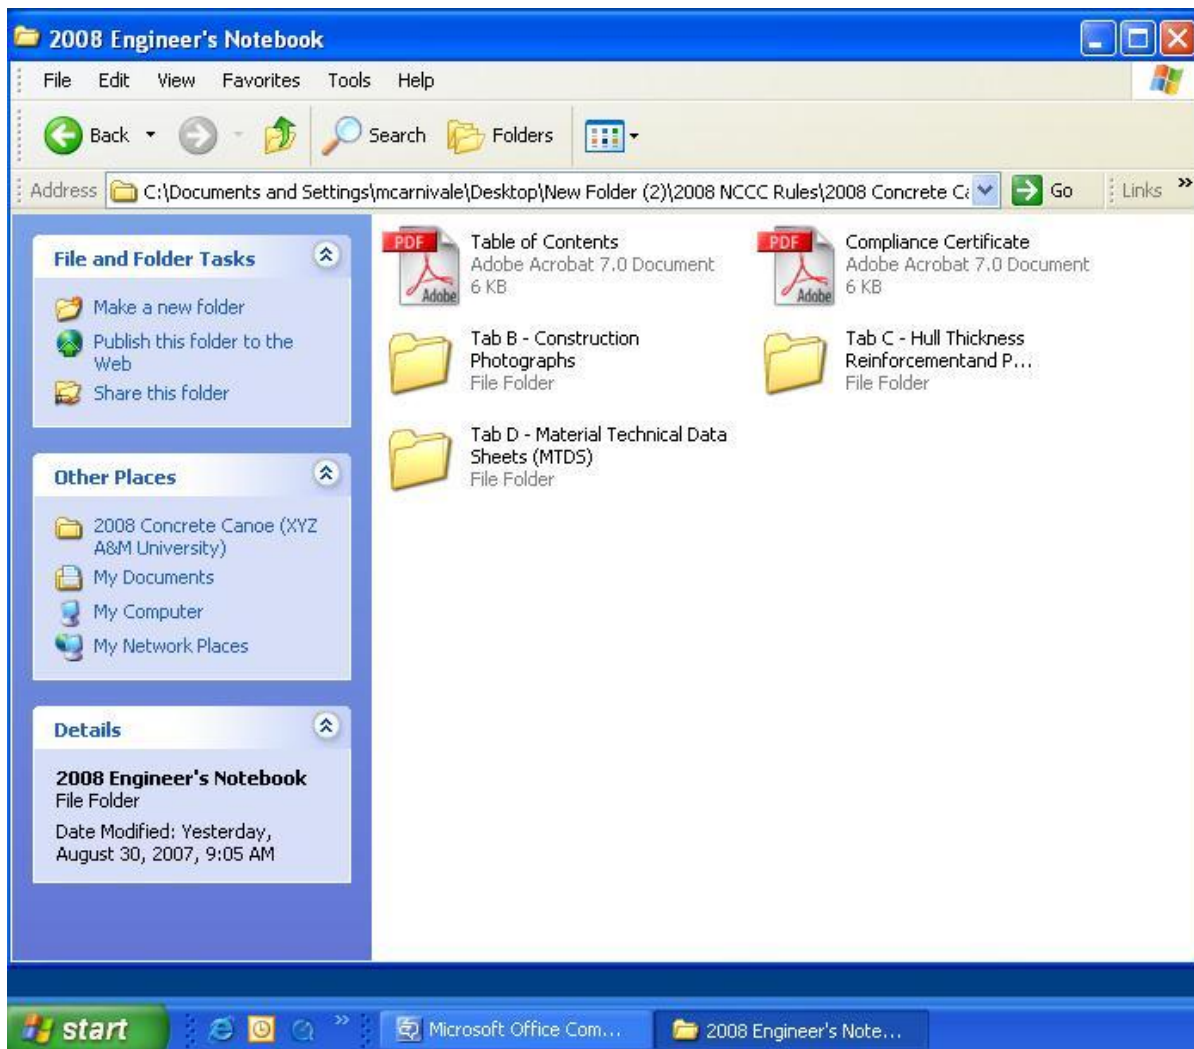 2008 Engineer's Notebook
File Edit View Favorites Tools Help
Back Search Folders
Address C:\Documents and Settings\mcarnivale\Desktop\New Folder (2)\2008 NCCC Rules\2008 Concrete Ca Go Links »
File and Folder Tasks
Make a new folder
Publish this folder to the
Web
Share this folder
Other Places
2008 Concrete Canoe (XYZ
A&M University)
My Documents
My Computer
My Network Places
Details
2008 Engineer's Notebook
File Folder
Date Modified: Yesterday,
August 30, 2007, 9:05 AM
PDF
Adobe
Table of Contents
Adobe Acrobat 7.0 Document
6 KB
PDF
Adobe
Compliance Certificate
Adobe Acrobat 7.0 Document
6 KB
Tab B - Construction
Photographs
File Folder
Tab C - Hull Thickness
Reinforcementand P...
File Folder
Tab D - Material Technical Data
Sheets (MTDS)
File Folder
start » Microsoft Office Com... 2008 Engineer's Note...